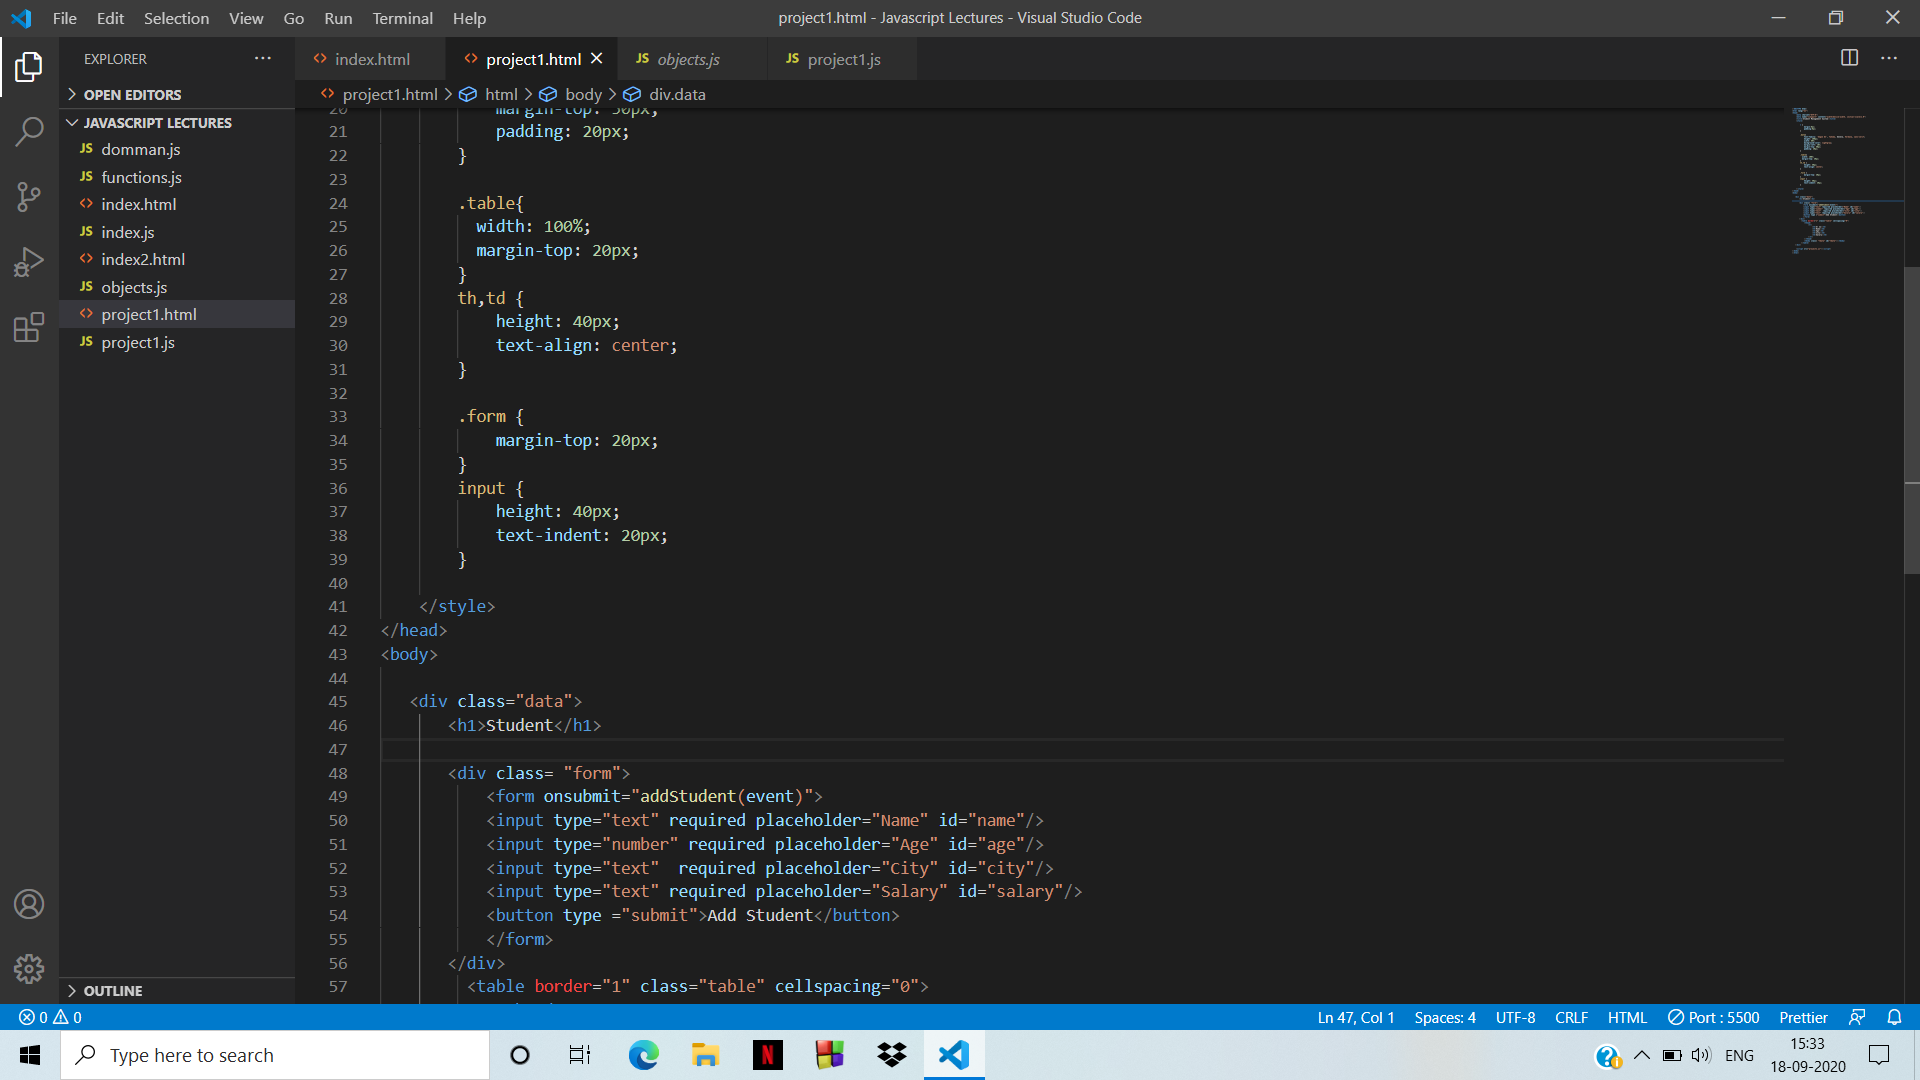 File Edit Selection View Go Run Terminal Help
project1.html - Javascript Lectures - Visual Studio Code
EXPLORER
index.html
project1.html
JS objects.js
JS project1.js
OPEN EDITORS
project1.html > html > body > div.data
JAVASCRIPT LECTURES
JS domman.js
JS functions.js
index.html
JS index.js
index2.html
JS objects.js
project1.html
JS project1.js
20 margin-top: 50px;
21 padding: 20px;
22 }
23
24 .table{
25 width: 100%;
26 margin-top: 20px;
27 }
28 th,td {
29 height: 40px;
30 text-align: center;
31 }
32
33 .form {
34 margin-top: 20px;
35 }
36 input {
37 height: 40px;
38 text-indent: 20px;
39 }
40
41 </style>
42 </head>
43 <body>
44
45 <div class="data">
46 <h1>Student</h1>
47
48 <div class= "form">
49 <form onsubmit="addStudent(event)">
50 <input type="text" required placeholder="Name" id="name"/>
51 <input type="number" required placeholder="Age" id="age"/>
52 <input type="text"  required placeholder="City" id="city"/>
53 <input type="text" required placeholder="Salary" id="salary"/>
54 <button type ="submit">Add Student</button>
55 </form>
56 </div>
57 <table border="1" class="table" cellspacing="0">
OUTLINE
0 0
Ln 47, Col 1 Spaces: 4 UTF-8 CRLF HTML Port : 5500 Prettier
Type here to search
N
ENG
15:33
18-09-2020